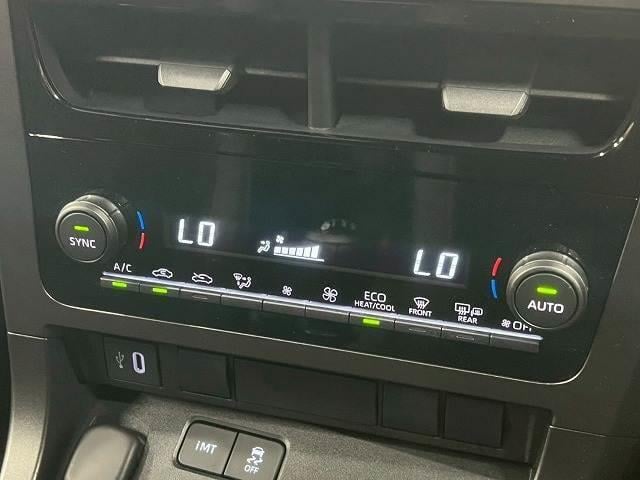 LO
LO
SYNC
AUTO
A/C
ECO
HEAT/COOL
FRONT
REAR
OFF
iMT
OFF